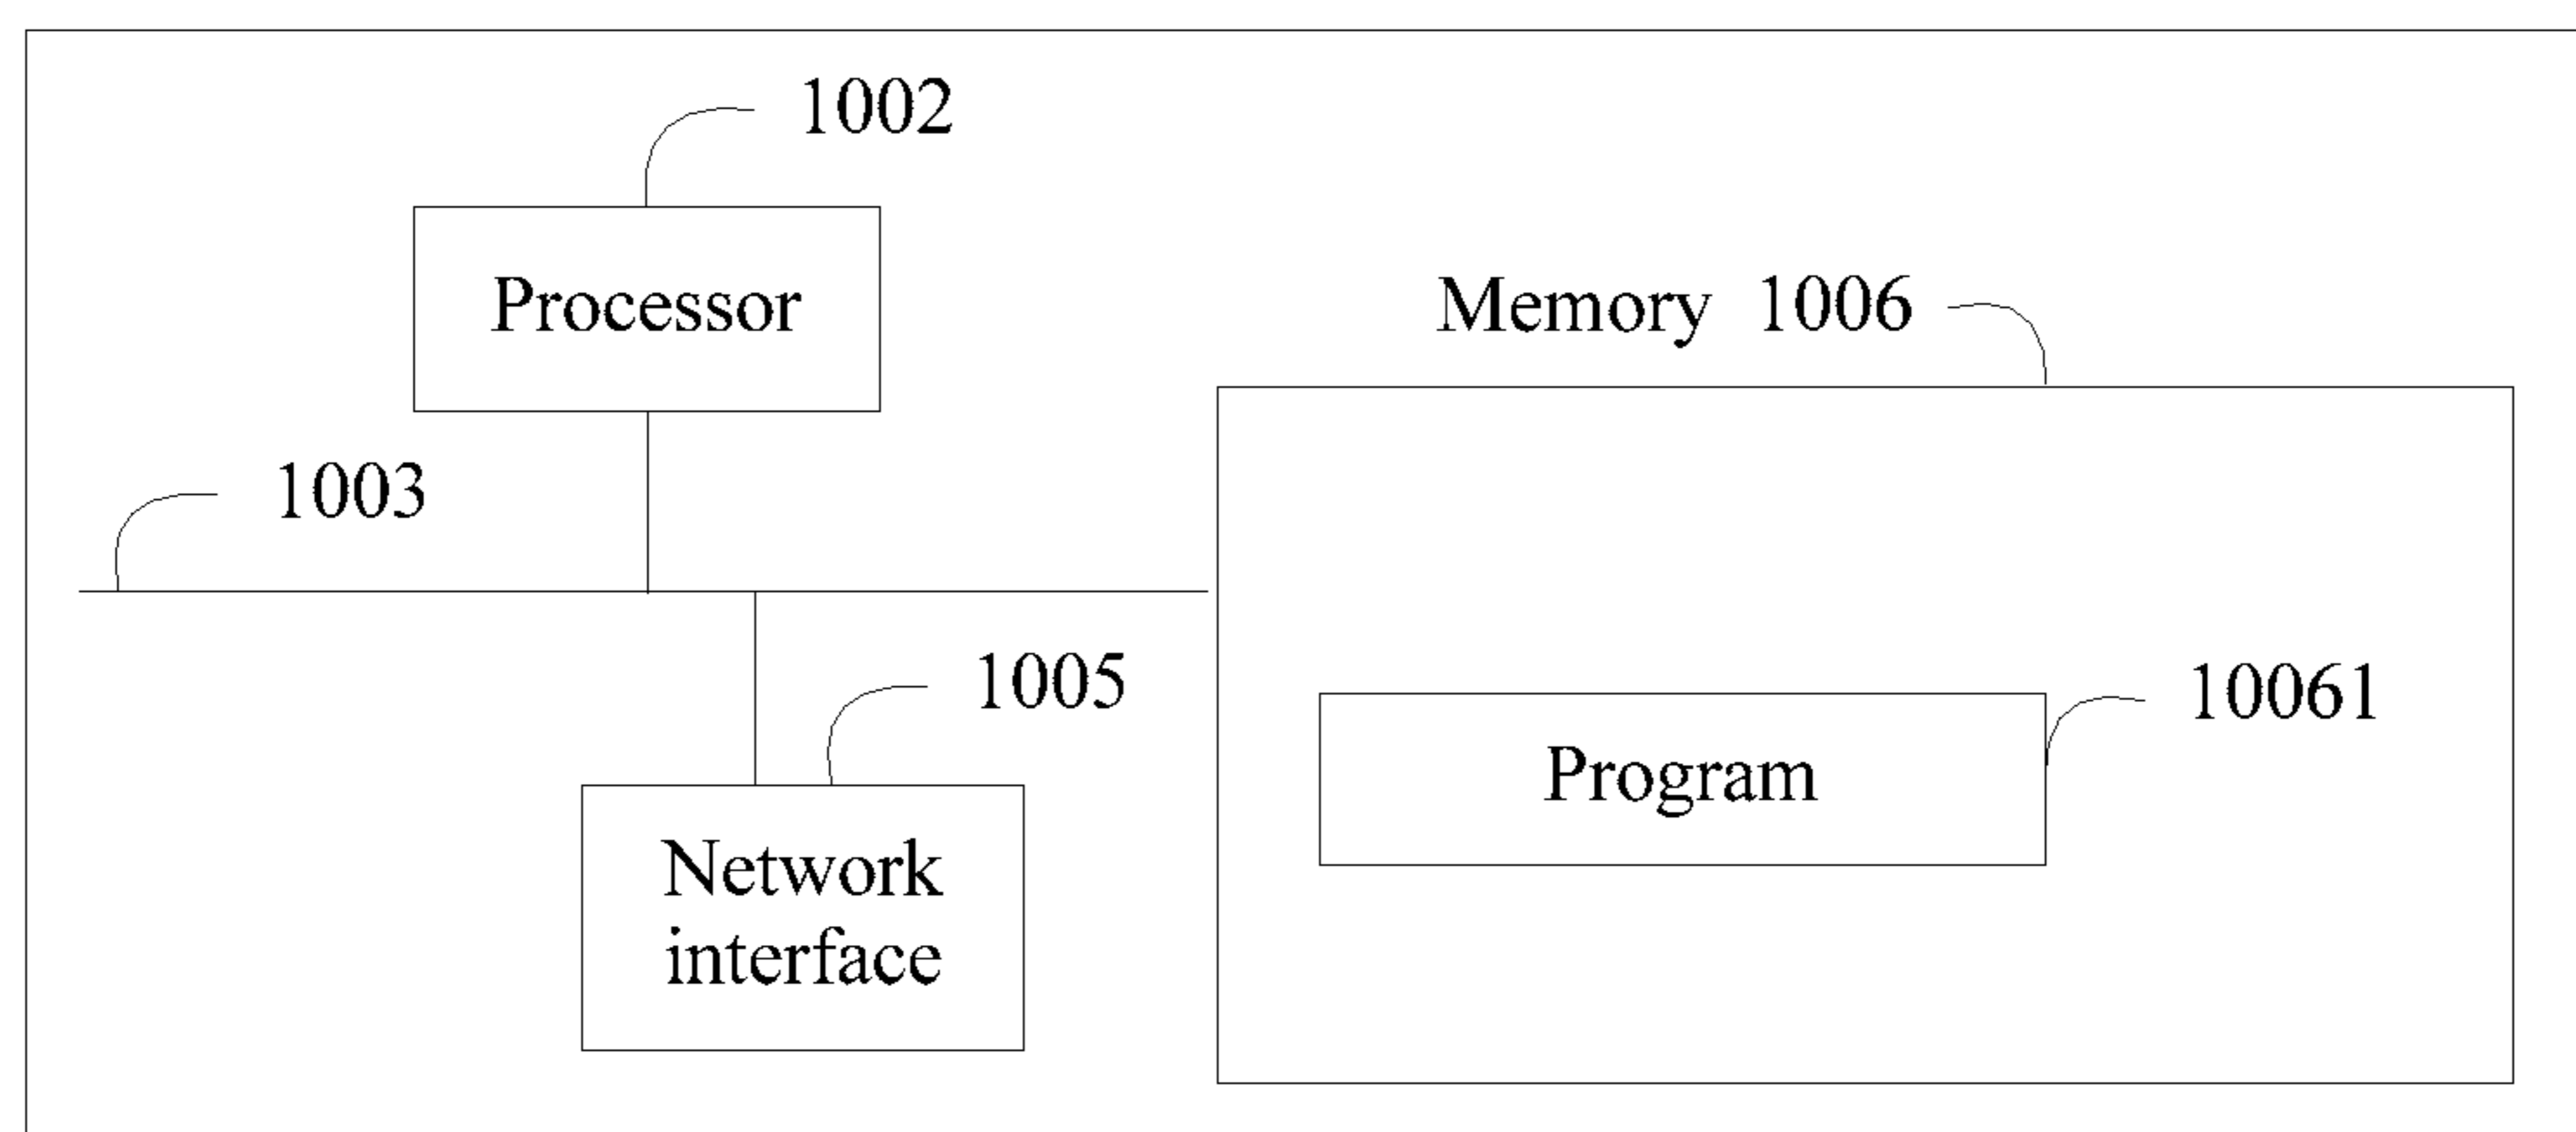 1002
Processor
Memory 1006
1003
1005
10061
Program
Network
interface